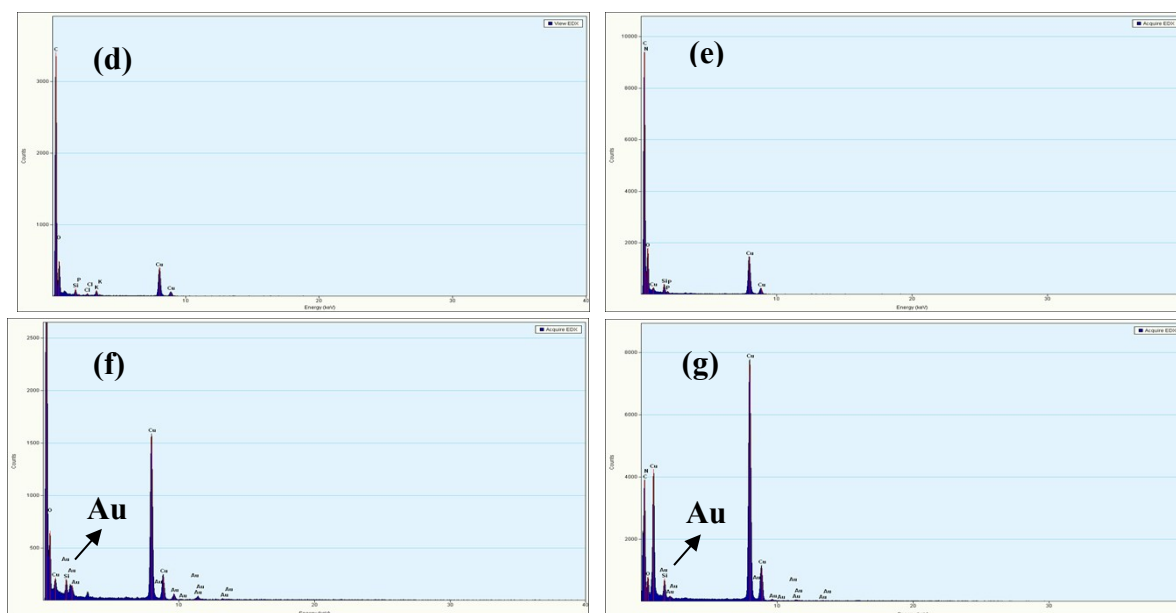 View EDX
(d)
C
3000
2000
1000
Counts
O
P
Si
Cl
Cl
K
K
Cu
Cu
10
20
30
40
Energy (keV)
Acquire EDX
(e)
C
N
10000
8000
6000
4000
2000
Counts
O
Cu
Si
P
P
Cu
Cu
10
20
30
Energy (keV)
Acquire EDX
(f)
2500
2000
1500
1000
500
Counts
O
Au
Au
Cu
Si
Au
Au
Cu
Cu
Au
Au
Au
Au
Au
Au
Au
Au
10
20
30
40
Acquire EDX
(g)
8000
6000
4000
2000
Counts
N
C
Cu
O
Au
Au
Si
Au
Au
Cu
Cu
Au
Au
Au
Au
Au
Au
Au
10
20
30